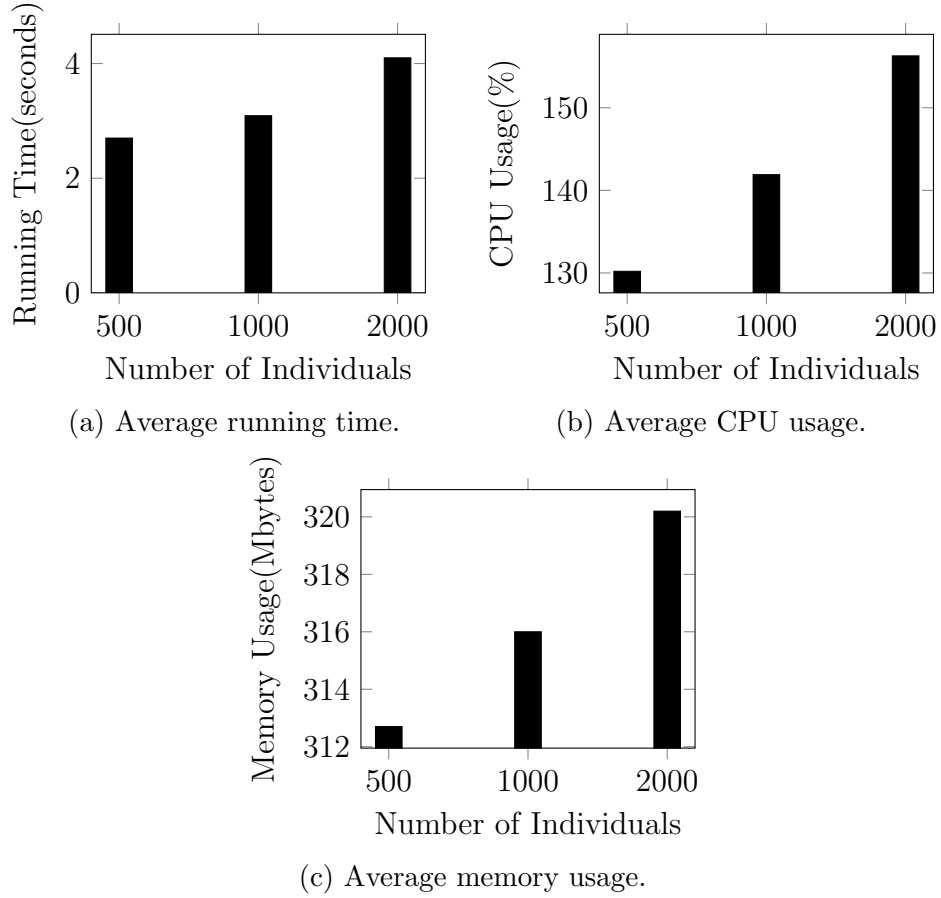 4
2
0
Running Time(seconds)
500 1000 2000
Number of Individuals
(a) Average running time.
150
140
130
CPU Usage(%)
500 1000 2000
Number of Individuals
(b) Average CPU usage.
320
318
316
314
312
Memory Usage(Mbytes)
500 1000 2000
Number of Individuals
(c) Average memory usage.